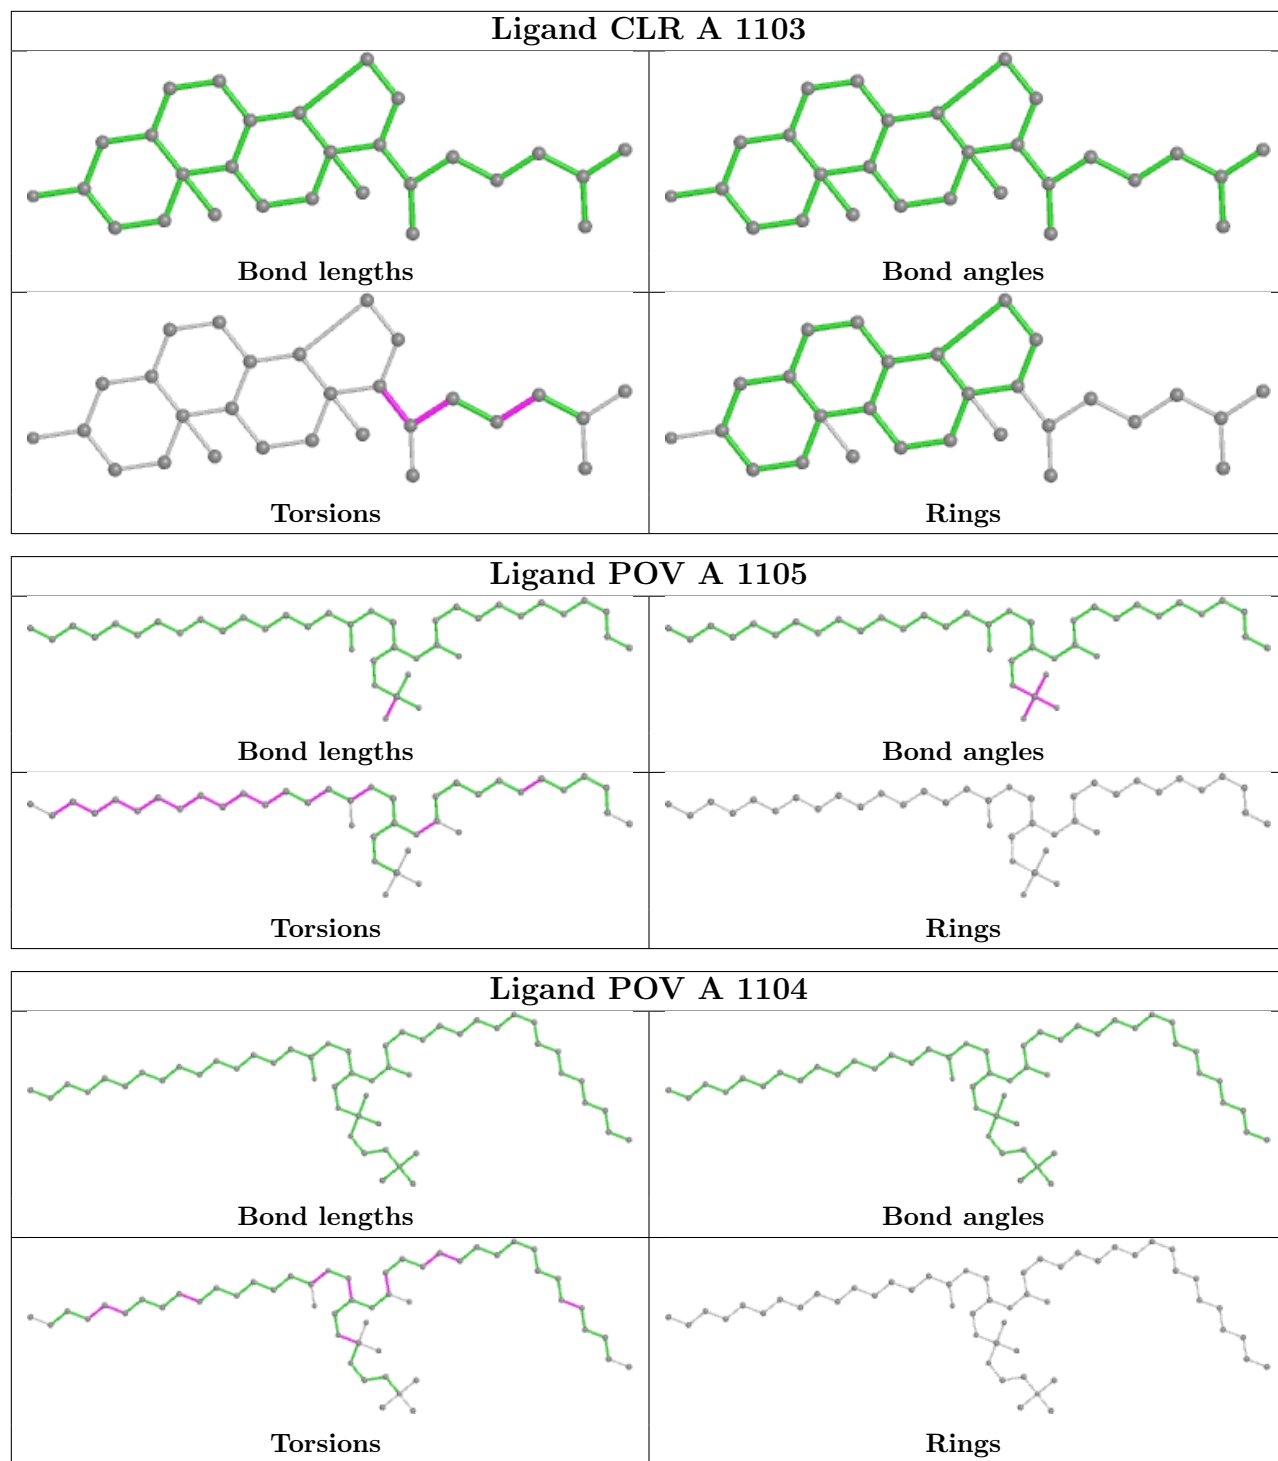 Ligand CLR A 1103
Bond lengths
Bond angles
Torsions
Rings
Ligand POV A 1105
Bond lengths
Bond angles
Torsions
Rings
Ligand POV A 1104
Bond lengths
Bond angles
Torsions
Rings